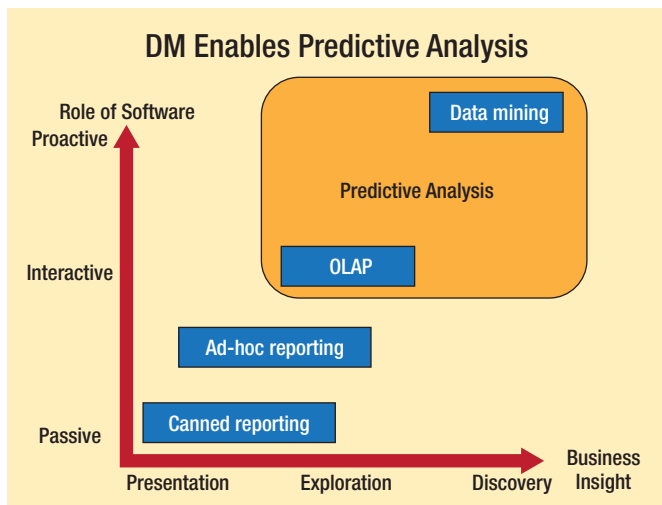 DM Enables Predictive Analysis
Role of Software
Proactive
Data mining
Predictive Analysis
Interactive
OLAP
Ad-hoc reporting
Passive
Canned reporting
Business
Insight
Presentation
Exploration
Discovery